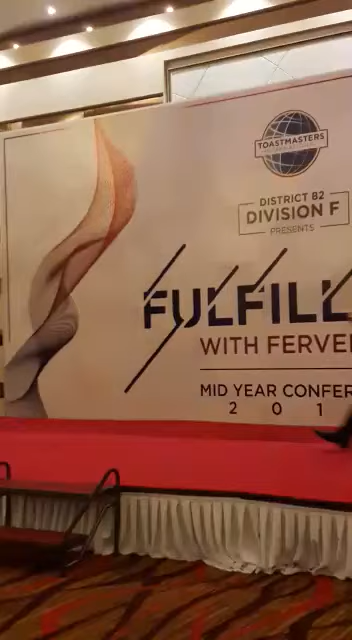 TOASTMASTERS
DISTRICT 82
DIVISION F
PRESENTS
FULFILL
WITH FERVE
MID YEAR CONFER
2 0 1